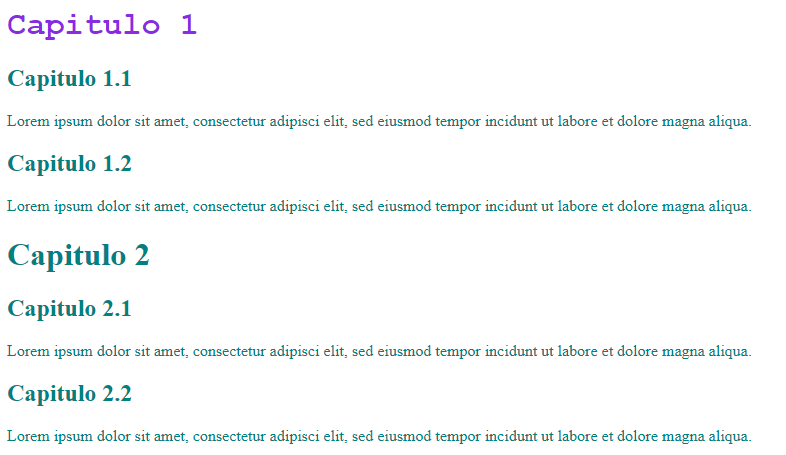 Capitulo 1
Capitulo 1.1
Lorem ipsum dolor sit amet, consectetur adipisci elit, sed eiusmod tempor incidunt ut labore et dolore magna aliqua.
Capitulo 1.2
Lorem ipsum dolor sit amet, consectetur adipisci elit, sed eiusmod tempor incidunt ut labore et dolore magna aliqua.
Capitulo 2
Capitulo 2.1
Lorem ipsum dolor sit amet, consectetur adipisci elit, sed eiusmod tempor incidunt ut labore et dolore magna aliqua.
Capitulo 2.2
Lorem ipsum dolor sit amet, consectetur adipisci elit, sed eiusmod tempor incidunt ut labore et dolore magna aliqua.